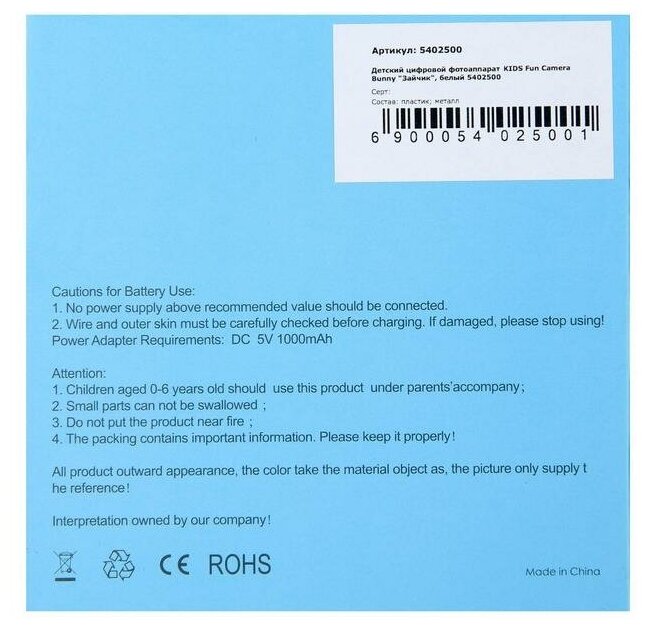 Артикул: 5402500
Детский цифровой фотоаппарат KIDS Fun Camera
Bunny "Зайчик", белый 5402500
Серт:
Состав: пластик; металл
6 900054 025001
Cautions for Battery Use:
1. No power supply above recommended value should be connected.
2. Wire and outer skin must be carefully checked before charging. If damaged, please stop using!
Power Adapter Requirements: DC 5V 1000mAh
Attention:
1. Children aged 0-6 years old should use this product under parents'accompany;
2. Small parts can not be swallowed ;
3. Do not put the product near fire ;
4. The packing contains important information. Please keep it properly!
All product outward appearance, the color take the material object as, the picture only supply t
he reference!
Interpretation owned by our company!
CE ROHS
Made in China